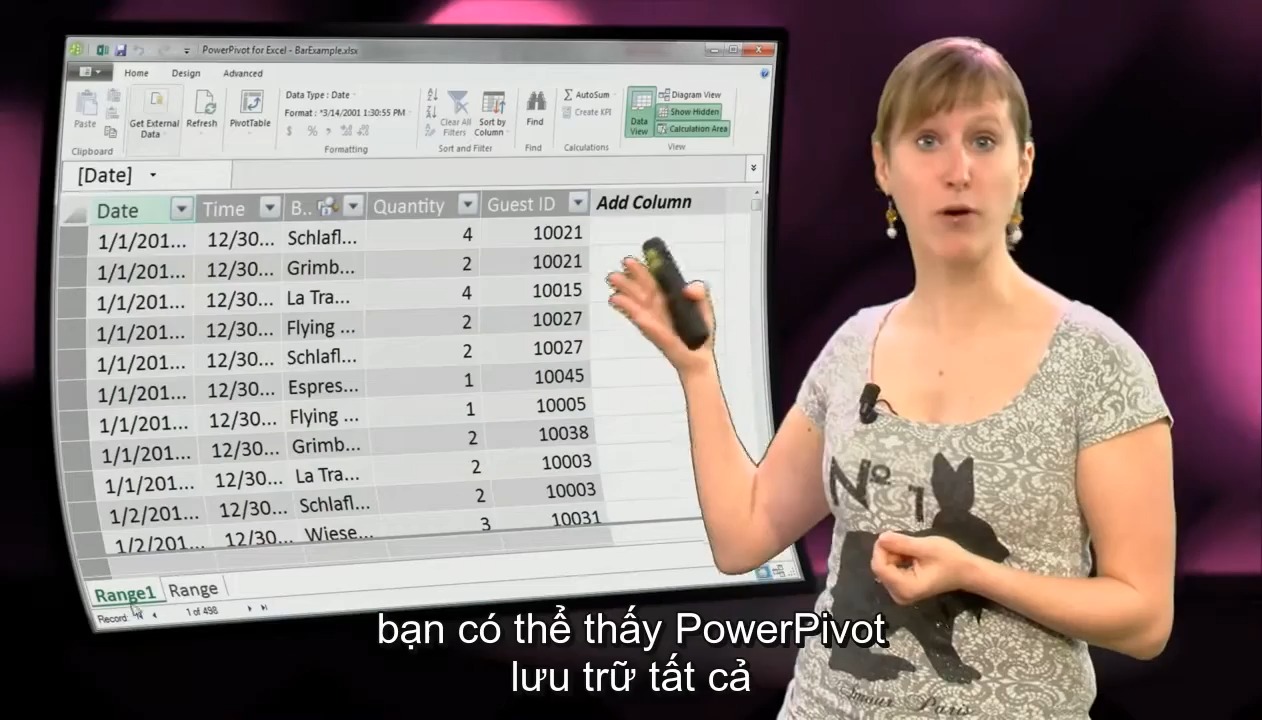 PowerPivot for Excel - BarExample.xlsx
Home Design Advanced
Paste
Clipboard
Get External
Data
Refresh
PivotTable
Data Type : Date
Format : *3/14/2001 1:30:55 PM
$ % ,
Formatting
Clear All
Filters
Sort by
Column
Sort and Filter
Find
Find
AutoSum
Create KPI
Calculations
Data
View
Diagram View
Show Hidden
Calculation Area
View
[Date]
Date Time B.. Quantity Guest ID Add Column
1/1/201... 12/30... Schlafl... 4 10021
1/1/201... 12/30... Grimb... 2 10021
1/1/201... 12/30... La Tra... 4 10015
1/1/201... 12/30... Flying ... 2 10027
1/1/201... 12/30... Schlafl... 2 10027
1/1/201... 12/30... Espres... 1 10045
1/1/201... 12/30... Flying ... 1 10005
1/1/201... 12/30... Grimb... 2 10038
1/1/201... 12/30... La Tra... 2 10003
1/2/201... 12/30... Schlafl... 2 10003
1/2/201... 12/30... Wiese... 3 10031
Range1 Range
Record: 1 of 498
Nº 1
Amour Paris
bạn có thể thấy PowerPivot
lưu trữ tất cả